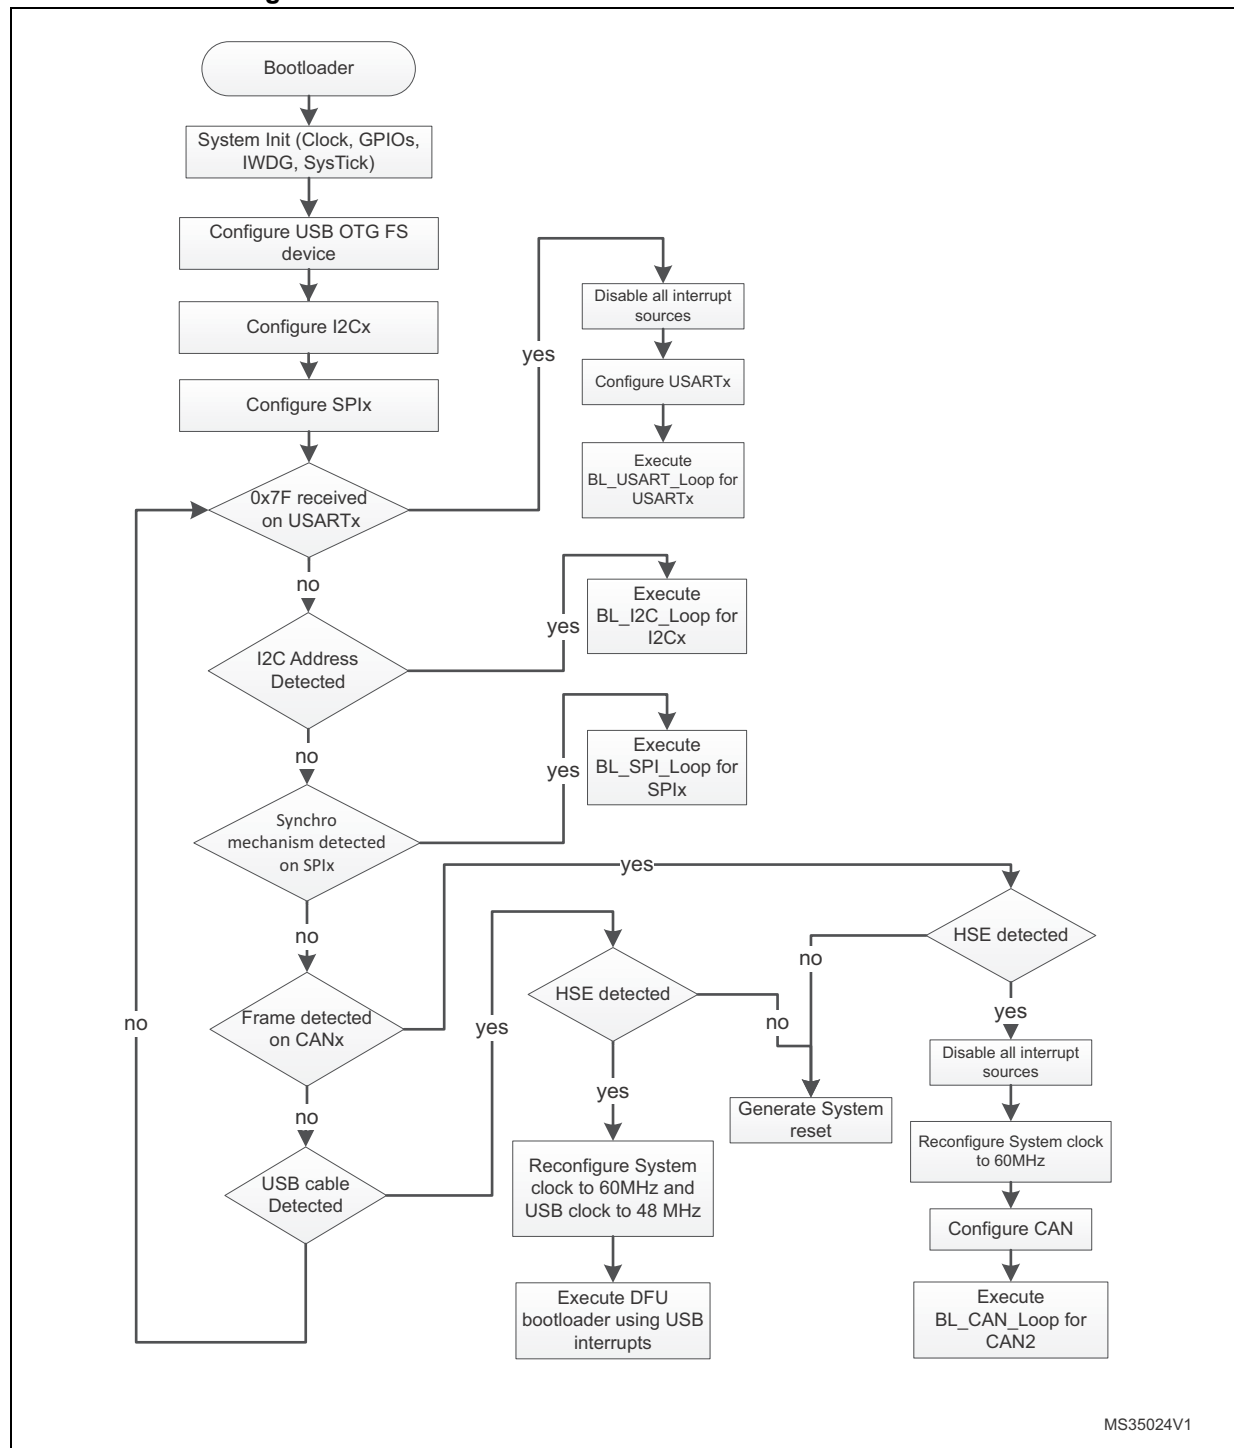 Bootloader
System Init (Clock, GPIOs,
IWDG, SysTick)
Configure USB OTG FS
device
Configure I2Cx
Configure SPIx
0x7F received
on USARTx
yes
Disable all interrupt
sources
Configure USARTx
Execute
BL_USART_Loop for
USARTx
no
I2C Address
Detected
yes
Execute
BL_I2C_Loop for
I2Cx
no
Synchro
mechanism detected
on SPIx
yes
Execute
BL_SPI_Loop for
SPIx
no
Frame detected
on CANx
yes
HSE detected
no
yes
Disable all interrupt
sources
Reconfigure System clock
to 60MHz
Configure CAN
Execute
BL_CAN_Loop for
CAN2
no
USB cable
Detected
yes
HSE detected
no
Generate System
reset
yes
Reconfigure System
clock to 60MHz and
USB clock to 48 MHz
Execute DFU
bootloader using USB
interrupts
no
MS35024V1